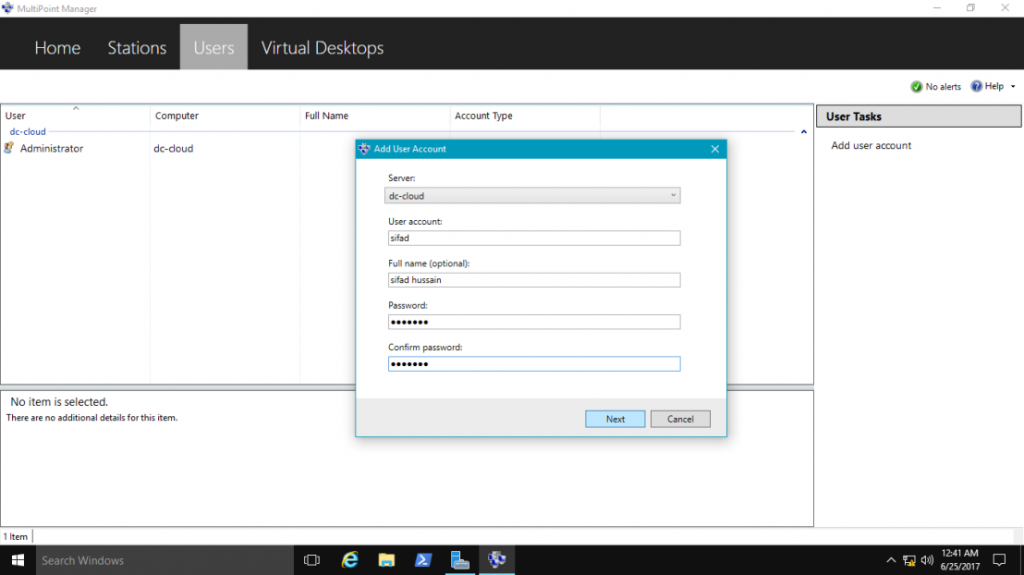 MultiPoint Manager
Home Stations Users Virtual Desktops
No alerts Help
User Computer Full Name Account Type
User Tasks
dc-cloud
Add user account
Administrator dc-cloud
Add User Account
Server:
dc-cloud
User account:
sifad
Full name (optional):
sifad hussain
Password:
●●●●●●●
Confirm password:
●●●●●●●
Next Cancel
No item is selected.
There are no additional details for this item.
1 Item
Search Windows
12:41 AM
6/25/2017